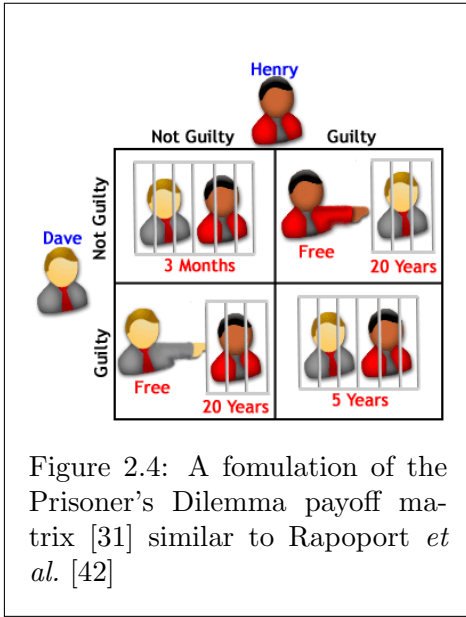 Henry
Not Guilty Guilty
Not Guilty
Dave
3 Months
Free
20 Years
Guilty
Free
20 Years
5 Years
Figure 2.4: A fomulation of the
Prisoner's Dilemma payoff ma-
trix [31] similar to Rapoport et
al. [42]